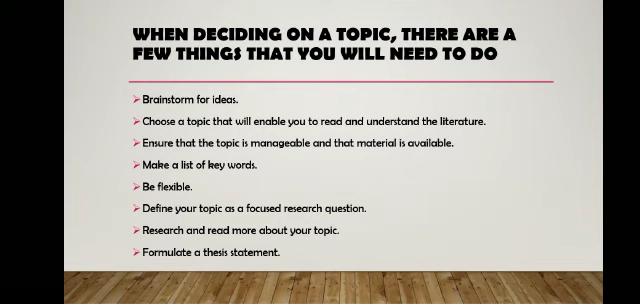 WHEN DECIDING ON A TOPIC, THERE ARE A
FEW THINGS THAT YOU WILL NEED TO DO
Brainstorm for ideas.
Choose a topic that will enable you to read and understand the literature.
Ensure that the topic is manageable and that material is available.
Make a list of key words.
Be flexible.
Define your topic as a focused research question.
Research and read more about your topic.
Formulate a thesis statement.